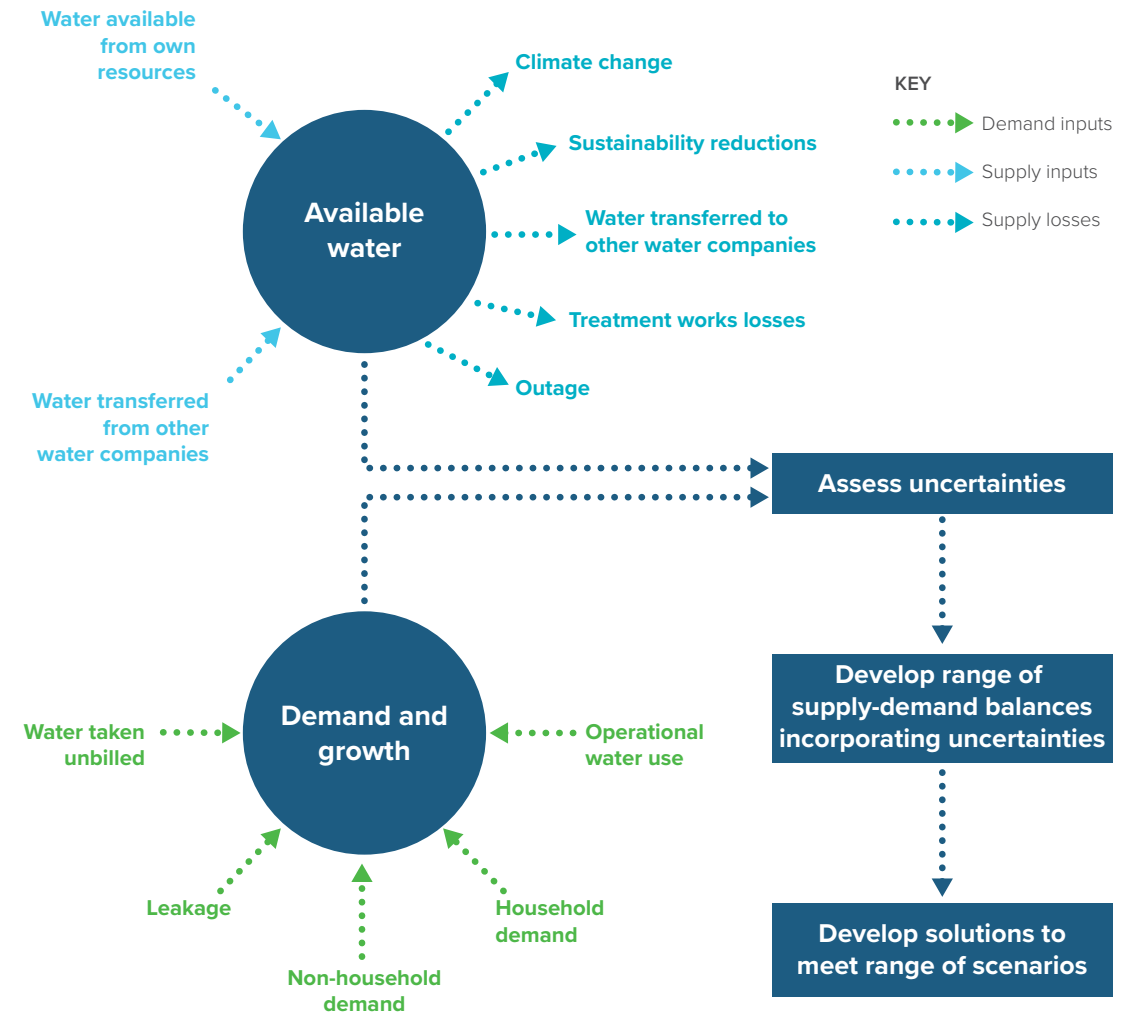 Water available
from own
resources
Climate change
KEY
Demand inputs
Sustainability reductions
Supply inputs
Available
water
Water transferred to
other water companies
Supply losses
Treatment works losses
Outage
Water transferred
from other
water companies
Assess uncertainties
Develop range of
supply-demand balances
incorporating uncertainties
Demand and
growth
Water taken
unbilled
Operational
water use
Leakage
Household
demand
Non-household
demand
Develop solutions to
meet range of scenarios